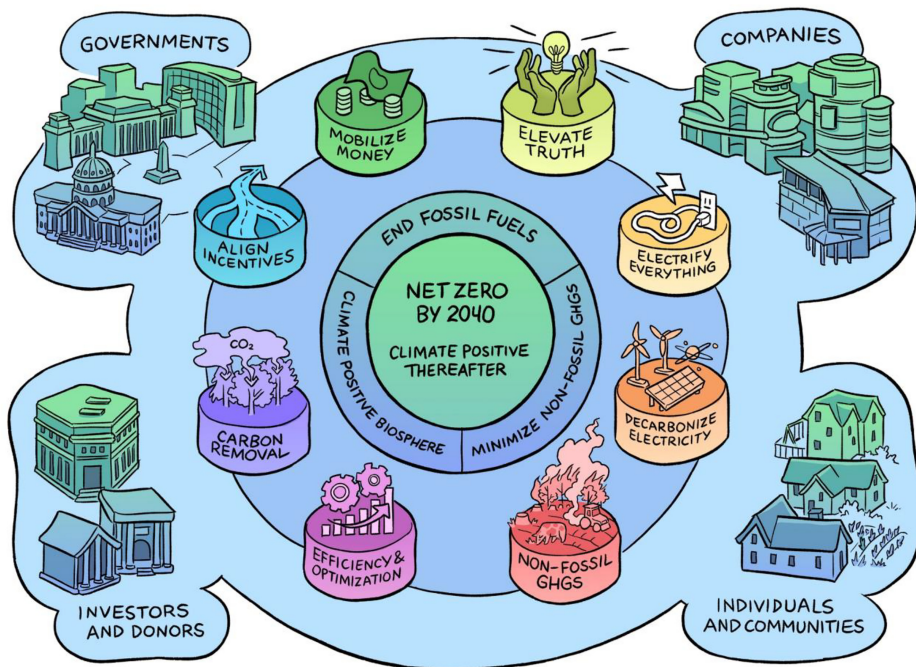 GOVERNMENTS
COMPANIES
MOBILIZE
MONEY
ELEVATE
TRUTH
ALIGN
INCENTIVES
ELECTRIFY
EVERYTHING
END FOSSIL FUELS
CLIMATE POSITIVE BIOSPHERE
MINIMIZE NON-FOSSIL GHGS
NET ZERO
BY 2040
CLIMATE POSITIVE
THEREAFTER
CO2
CARBON
REMOVAL
DECARBONIZE
ELECTRICITY
EFFICIENCY &
OPTIMIZATION
NON-FOSSIL
GHGS
INVESTORS
AND DONORS
INDIVIDUALS
AND COMMUNITIES